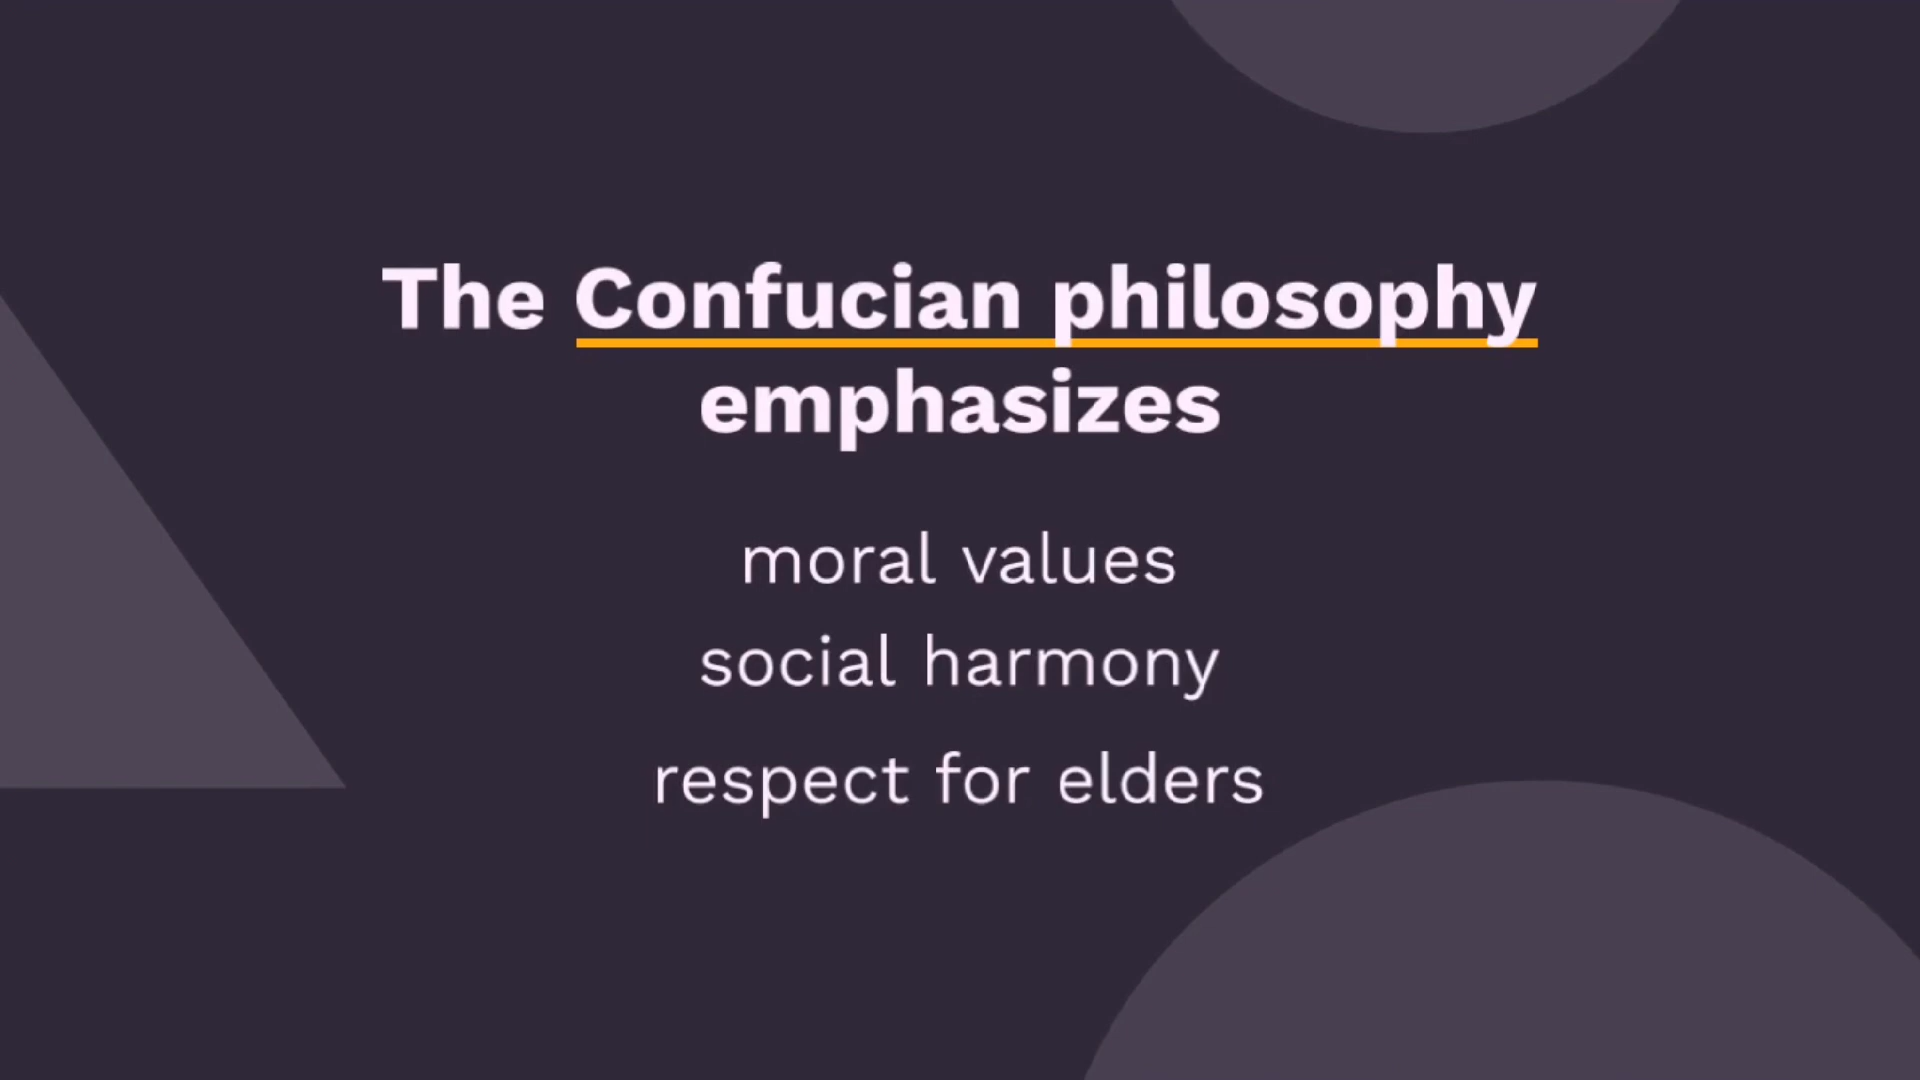 The Confucian philosophy
emphasizes
moral values
social harmony
respect for elders